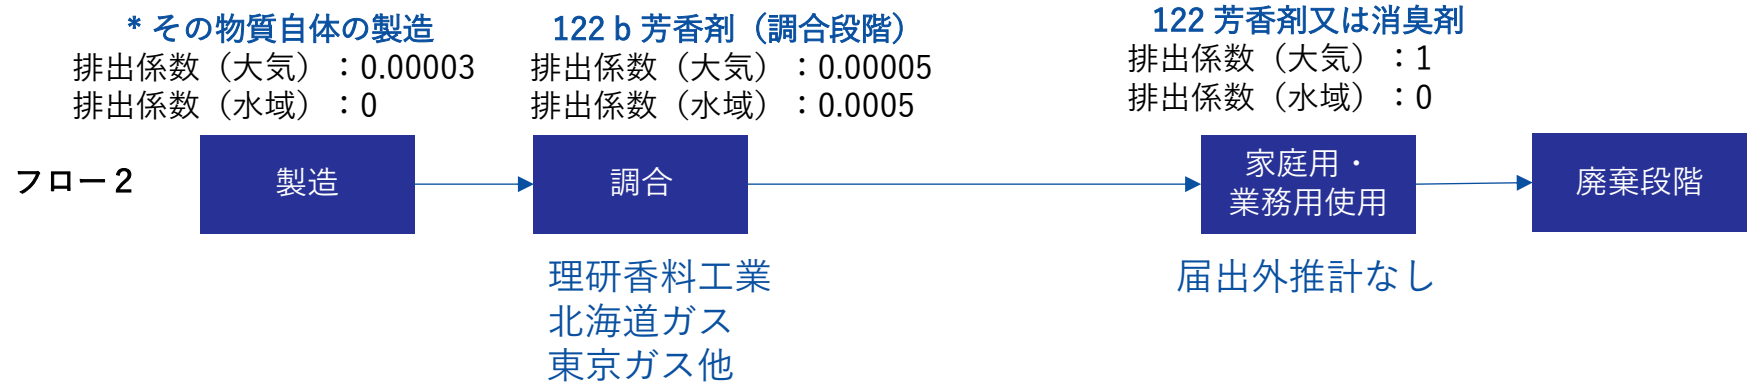 * その物質自体の製造
排出係数（大気）：0.00003
排出係数（水域）：0
122 b 芳香剤（調合段階）
排出係数（大気）：0.00005
排出係数（水域）：0.0005
122 芳香剤又は消臭剤
排出係数（大気）：1
排出係数（水域）：0
フロー2
製造
調合
家庭用・
業務用使用
廃棄段階
理研香料工業
北海道ガス
東京ガス他
届出外推計なし